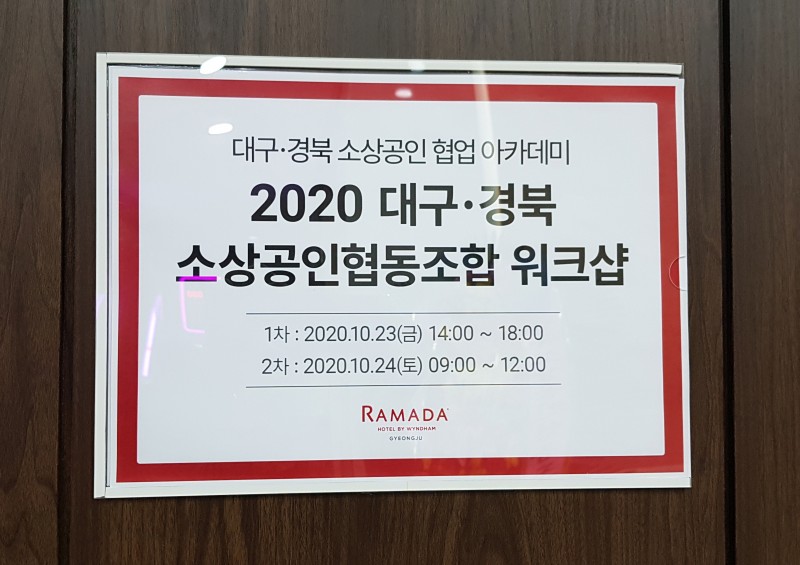 대구·경북 소상공인 협업 아카데미
2020 대구·경북
소상공인협동조합 워크샵
1차 : 2020.10.23(금) 14:00 ~ 18:00
2차 : 2020.10.24(토) 09:00 ~ 12:00
RAMADA
HOTEL BY WYNDHAM
GYEONGJU